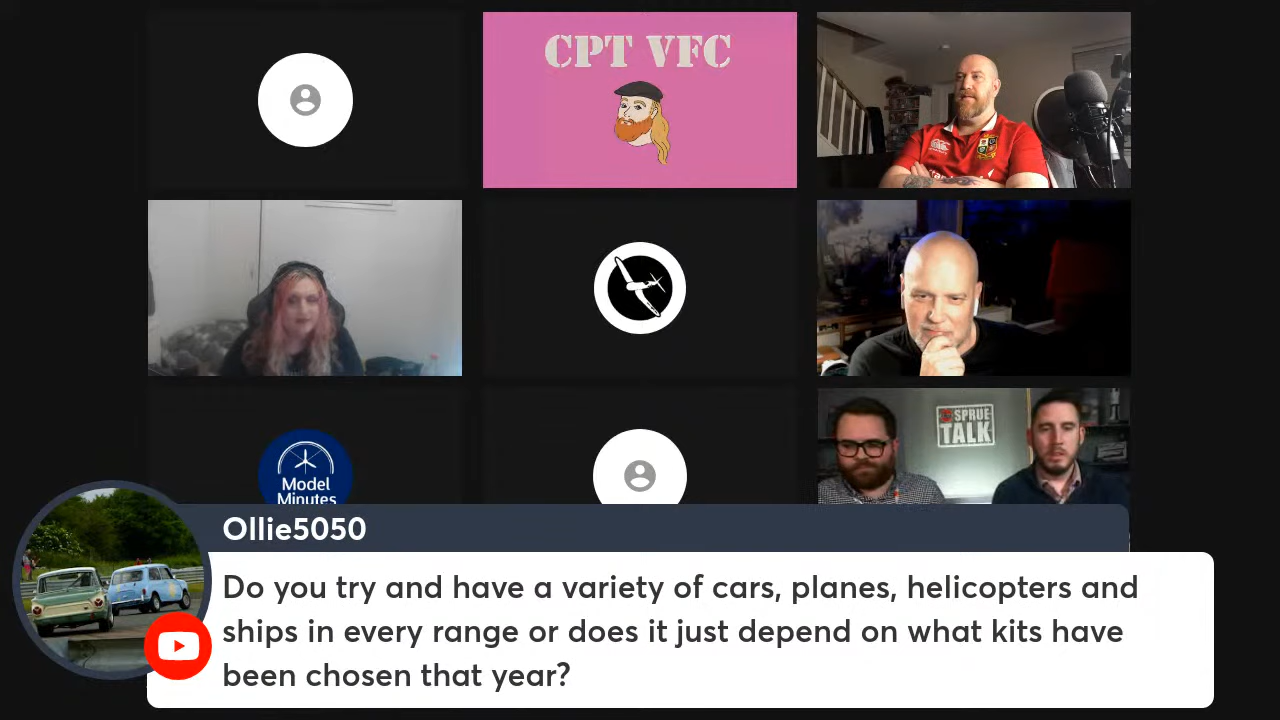 CPT VFC
SPRUE
TALK
Model
Minutes
Ollie5050
Do you try and have a variety of cars, planes, helicopters and
ships in every range or does it just depend on what kits have
been chosen that year?